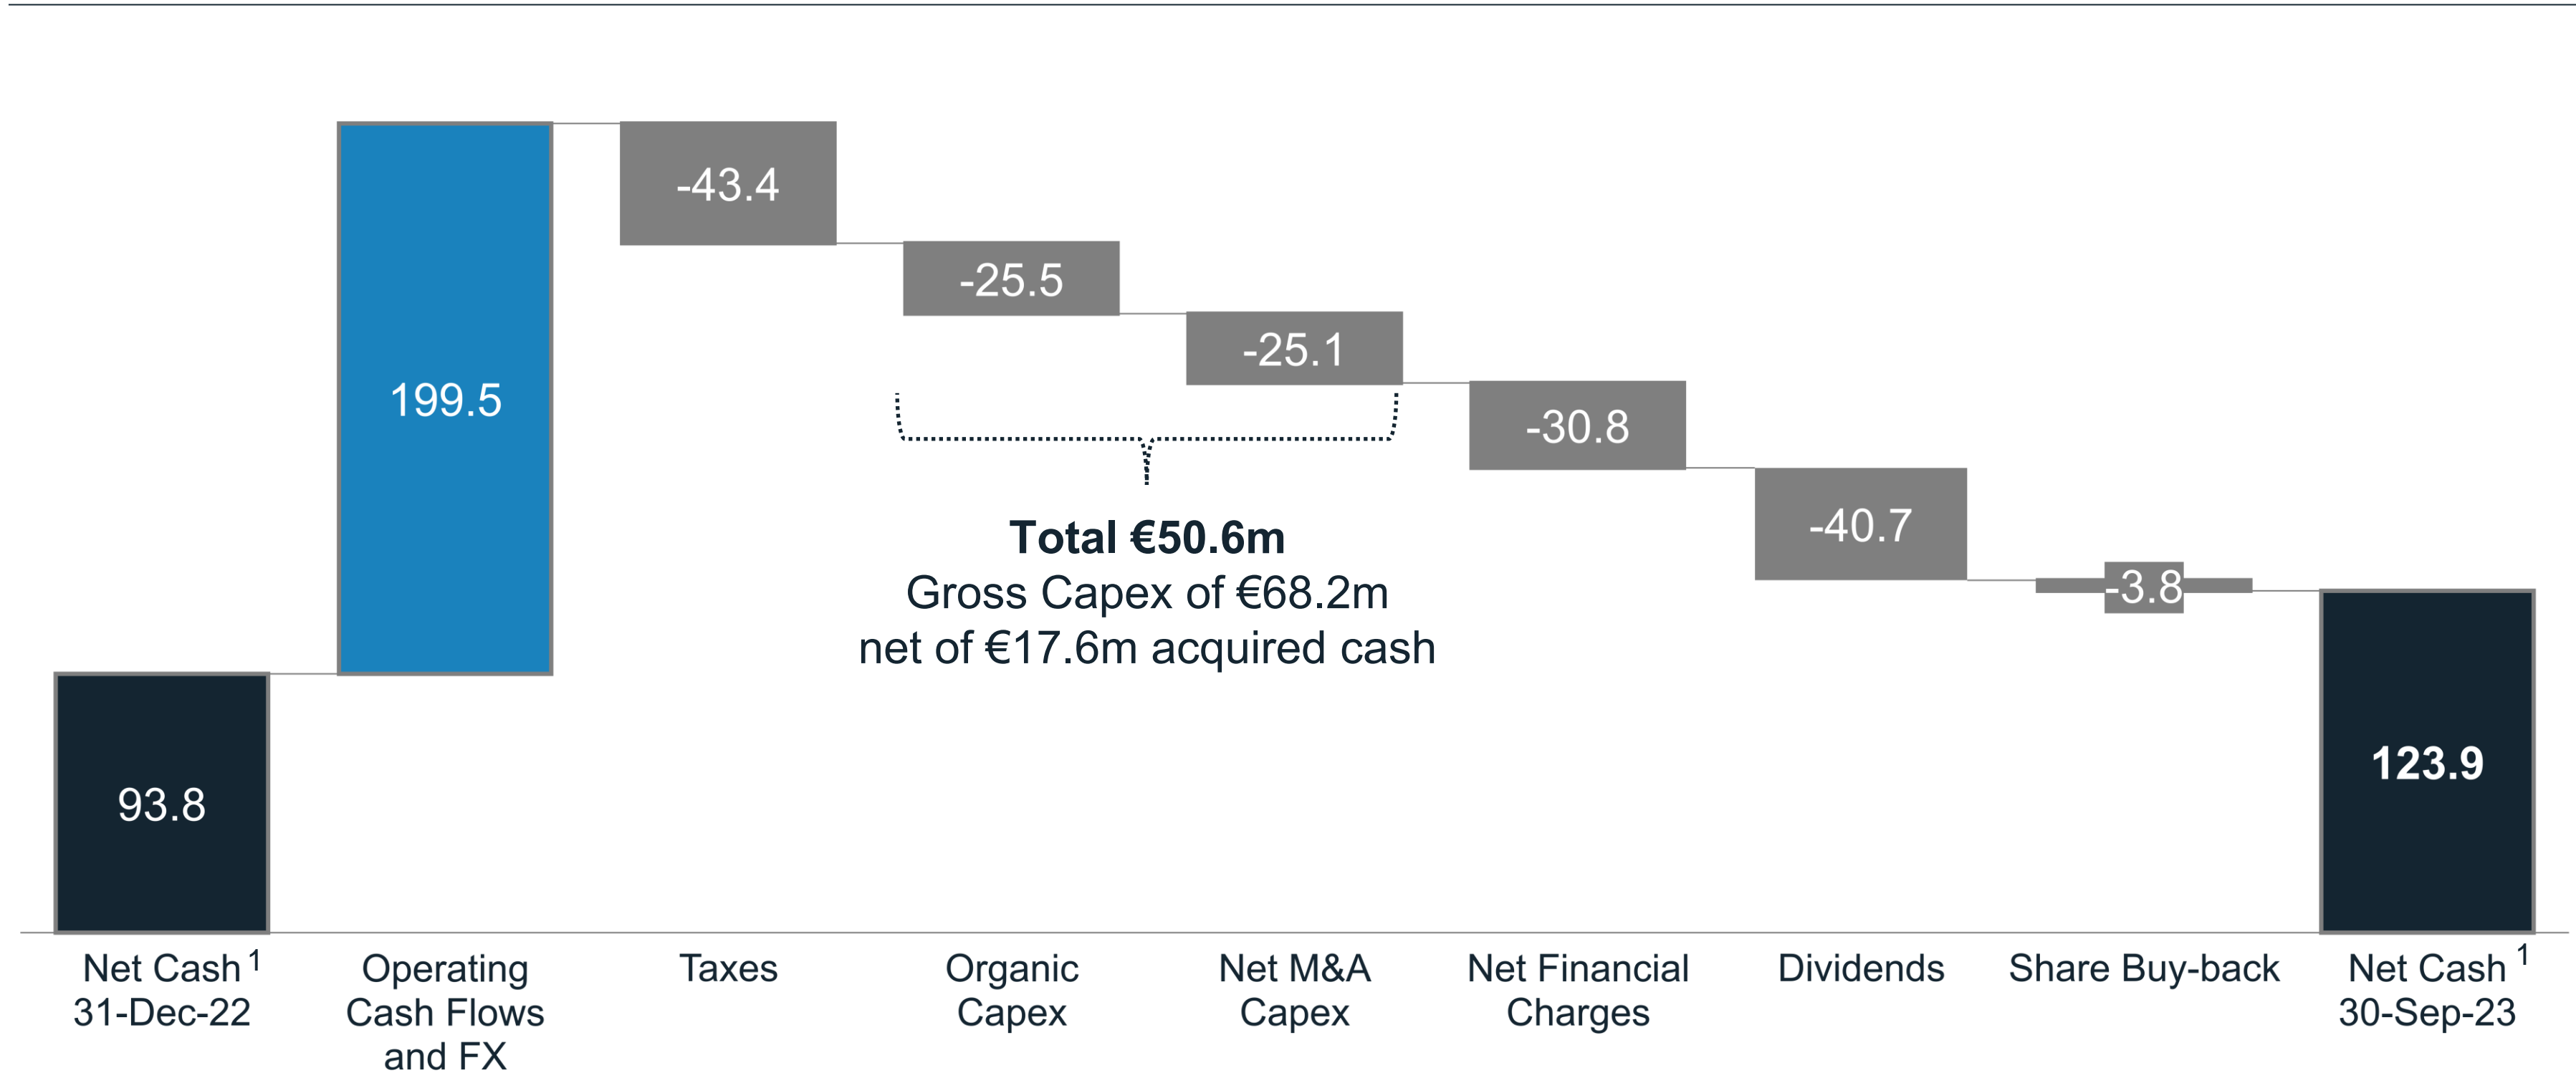 -43.4
-25.5
-25.1
199.5
-30.8
-40.7
Total €50.6m
Gross Capex of €68.2m
net of €17.6m acquired cash
-3.8
93.8
123.9
Net Cash 1
31-Dec-22
Operating
Cash Flows
and FX
Taxes
Organic
Capex
Net M&A
Capex
Net Financial
Charges
Dividends
Share Buy-back
Net Cash 1
30-Sep-23